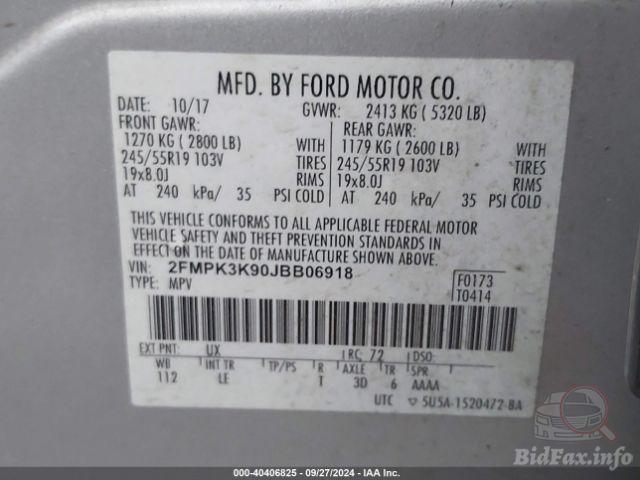 MFD. BY FORD MOTOR CO.
DATE: 10/17 GVWR: 2413 KG ( 5320 LB)
FRONT GAWR: REAR GAWR:
1270 KG ( 2800 LB) WITH 1179 KG ( 2600 LB) WITH
245/55R19 103V TIRES 245/55R19 103V TIRES
19x8.0J RIMS 19x8.0J RIMS
AT 240 kPa/ 35 PSI COLD AT 240 kPa/ 35 PSI COLD
THIS VEHICLE CONFORMS TO ALL APPLICABLE FEDERAL MOTOR
VEHICLE SAFETY AND THEFT PREVENTION STANDARDS IN
EFFECT ON THE DATE OF MANUFACTURE SHOWN ABOVE.
VIN: 2FMPK3K90JBB06918
TYPE: MPV
F0173
T0414
EXT PNT: UX RC: 72 DSO:
WB INT TR TP/PS R AXLE TR SPR
112 LE T 3D 6 AAAA
UTC ▽ 5U5A-1520472-BA
000-40406825 - 09/27/2024 - IAA Inc.
BidFax.info